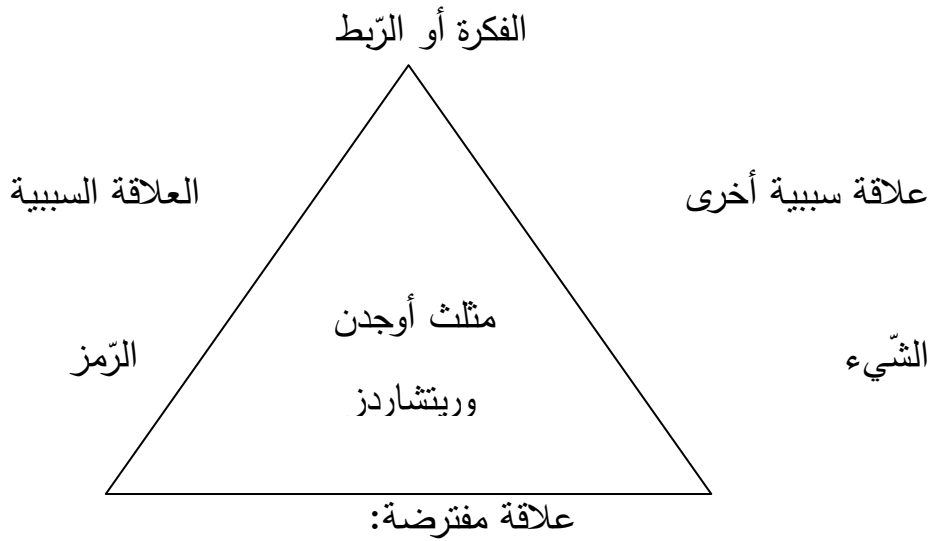 الفكرة أو الرّبط
علاقة سببية أخرى
العلاقة السببية
مثلث أوجدن
الشّيء
الرّمز
وريتشاردز
علاقة مفترضة: